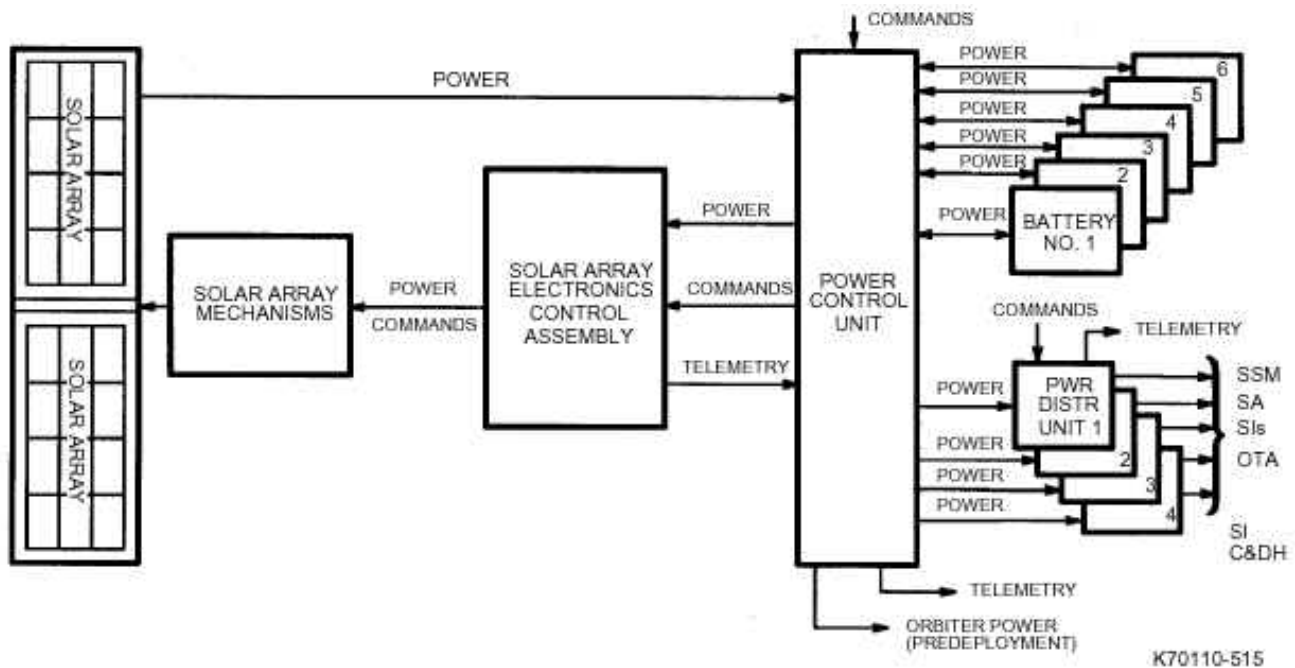 COMMANDS
SOLAR ARRAY
SOLAR ARRAY
POWER
SOLAR ARRAY
MECHANISMS
POWER
COMMANDS
SOLAR ARRAY
ELECTRONICS
CONTROL
ASSEMBLY
POWER
COMMANDS
TELEMETRY
POWER
CONTROL
UNIT
POWER
6
POWER
5
POWER
4
POWER
3
POWER
2
POWER
BATTERY
NO. 1
COMMANDS
TELEMETRY
POWER
PWR
DISTR
UNIT 1
POWER
2
POWER
3
POWER
4
SSM
SA
SIs
OTA
SI
C&DH
TELEMETRY
ORBITER POWER
(PREDEPLOYMENT)
K70110-515